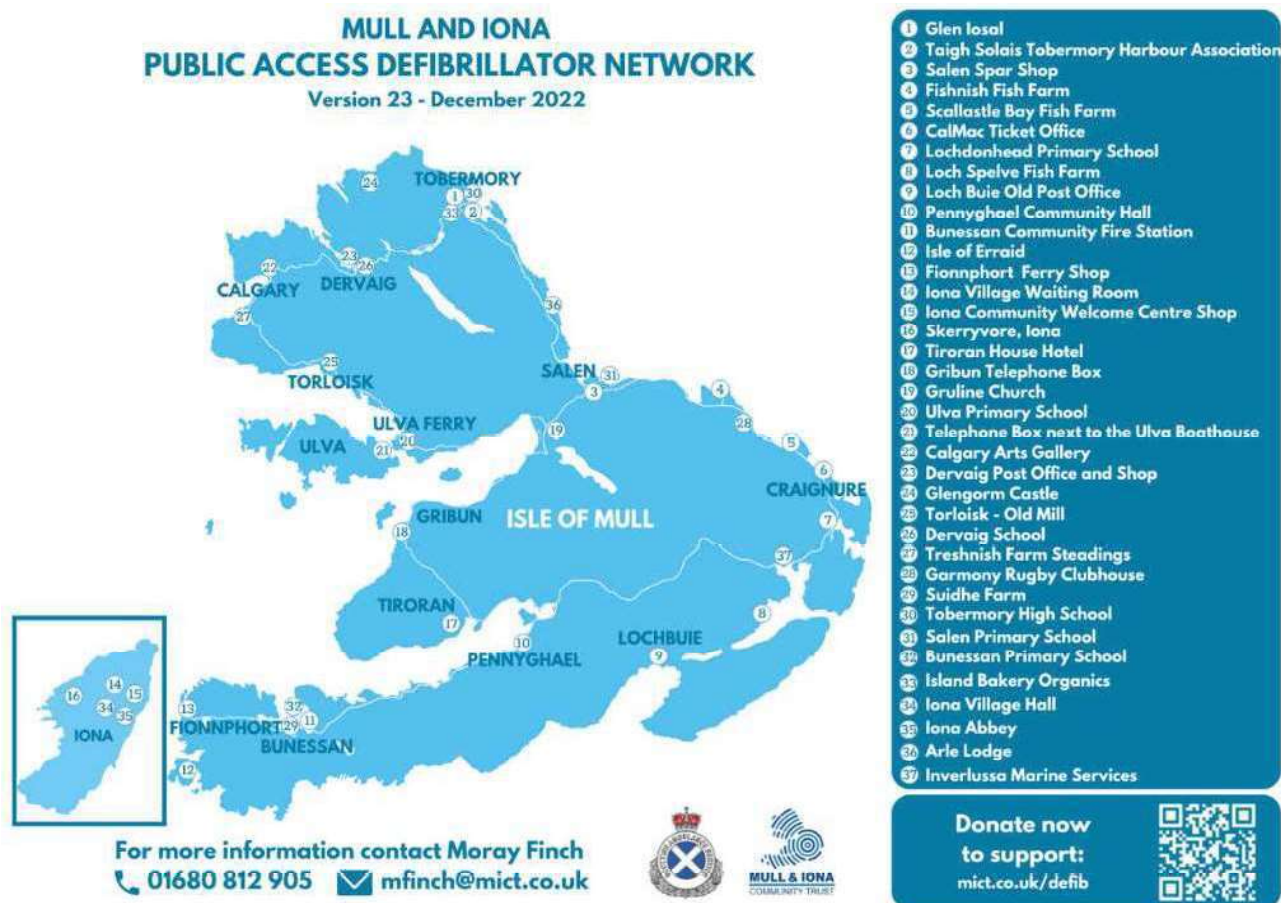 MULL AND IONA
PUBLIC ACCESS DEFIBRILLATOR NETWORK
Version 23 - December 2022
24
TOBERMORY
1
30
33
2
23
26
22
DERVAIG
CALGARY
27
36
25
TORLOISK
SALEN
31
3
4
ULVA FERRY
19
28
ULVA
20
21
5
6
CRAIGNURE
GRIBUN
ISLE OF MULL
7
18
37
TIRORAN
17
8
10
LOCHBUIE
PENNYGHAEL
9
16
14
15
34
35
IONA
13
32
FIONNPHORT
29
11
BUNESSAN
12
1 Glen Iosal
2 Taigh Solais Tobermory Harbour Association
3 Salen Spar Shop
4 Fishnish Fish Farm
5 Scallastle Bay Fish Farm
6 CalMac Ticket Office
7 Lochdonhead Primary School
8 Loch Spelve Fish Farm
9 Loch Buie Old Post Office
10 Pennyghael Community Hall
11 Bunessan Community Fire Station
12 Isle of Erraid
13 Fionnphort Ferry Shop
14 Iona Village Waiting Room
15 Iona Community Welcome Centre Shop
16 Skerryvore, Iona
17 Tiroran House Hotel
18 Gribun Telephone Box
19 Gruline Church
20 Ulva Primary School
21 Telephone Box next to the Ulva Boathouse
22 Calgary Arts Gallery
23 Dervaig Post Office and Shop
24 Glengorm Castle
25 Torloisk - Old Mill
26 Dervaig School
27 Treshnish Farm Steadings
28 Garmony Rugby Clubhouse
29 Suidhe Farm
30 Tobermory High School
31 Salen Primary School
32 Bunessan Primary School
33 Island Bakery Organics
34 Iona Village Hall
35 Iona Abbey
36 Arle Lodge
37 Inverlussa Marine Services
For more information contact Moray Finch
01680 812 905 mfinch@mict.co.uk
MULL & IONA
COMMUNITY TRUST
Donate now
to support:
mict.co.uk/defib